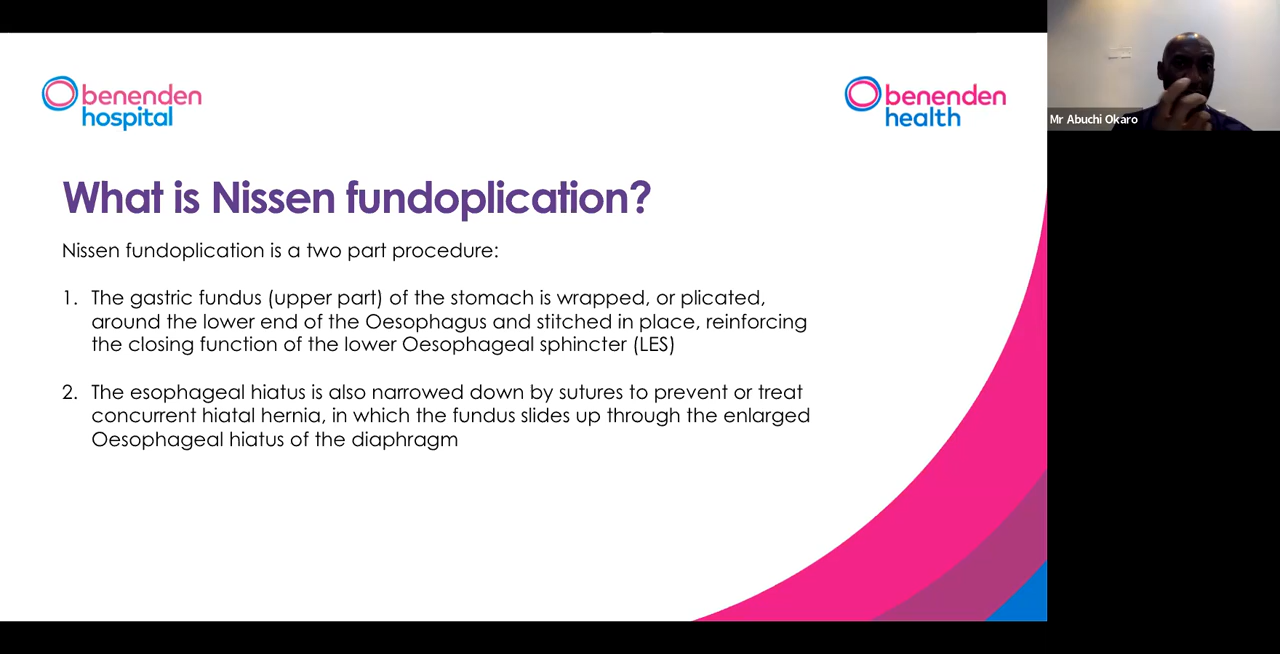 benenden
hospital
benenden
health
Mr Abuchi Okaro
What is Nissen fundoplication?
Nissen fundoplication is a two part procedure:
1. The gastric fundus (upper part) of the stomach is wrapped, or plicated,
around the lower end of the Oesophagus and stitched in place, reinforcing
the closing function of the lower Oesophageal sphincter (LES)
2. The esophageal hiatus is also narrowed down by sutures to prevent or treat
concurrent hiatal hernia, in which the fundus slides up through the enlarged
Oesophageal hiatus of the diaphragm